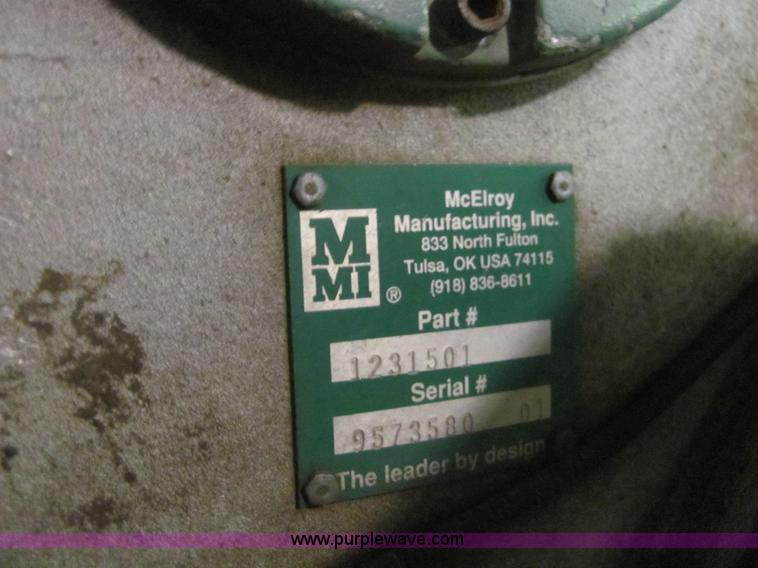 M
MI
®
McElroy
Manufacturing, Inc.
833 North Fulton
Tulsa, OK USA 74115
(918) 836-8611
Part #
1231501
Serial #
9573580 01
The leader by design
www.purplewave.com